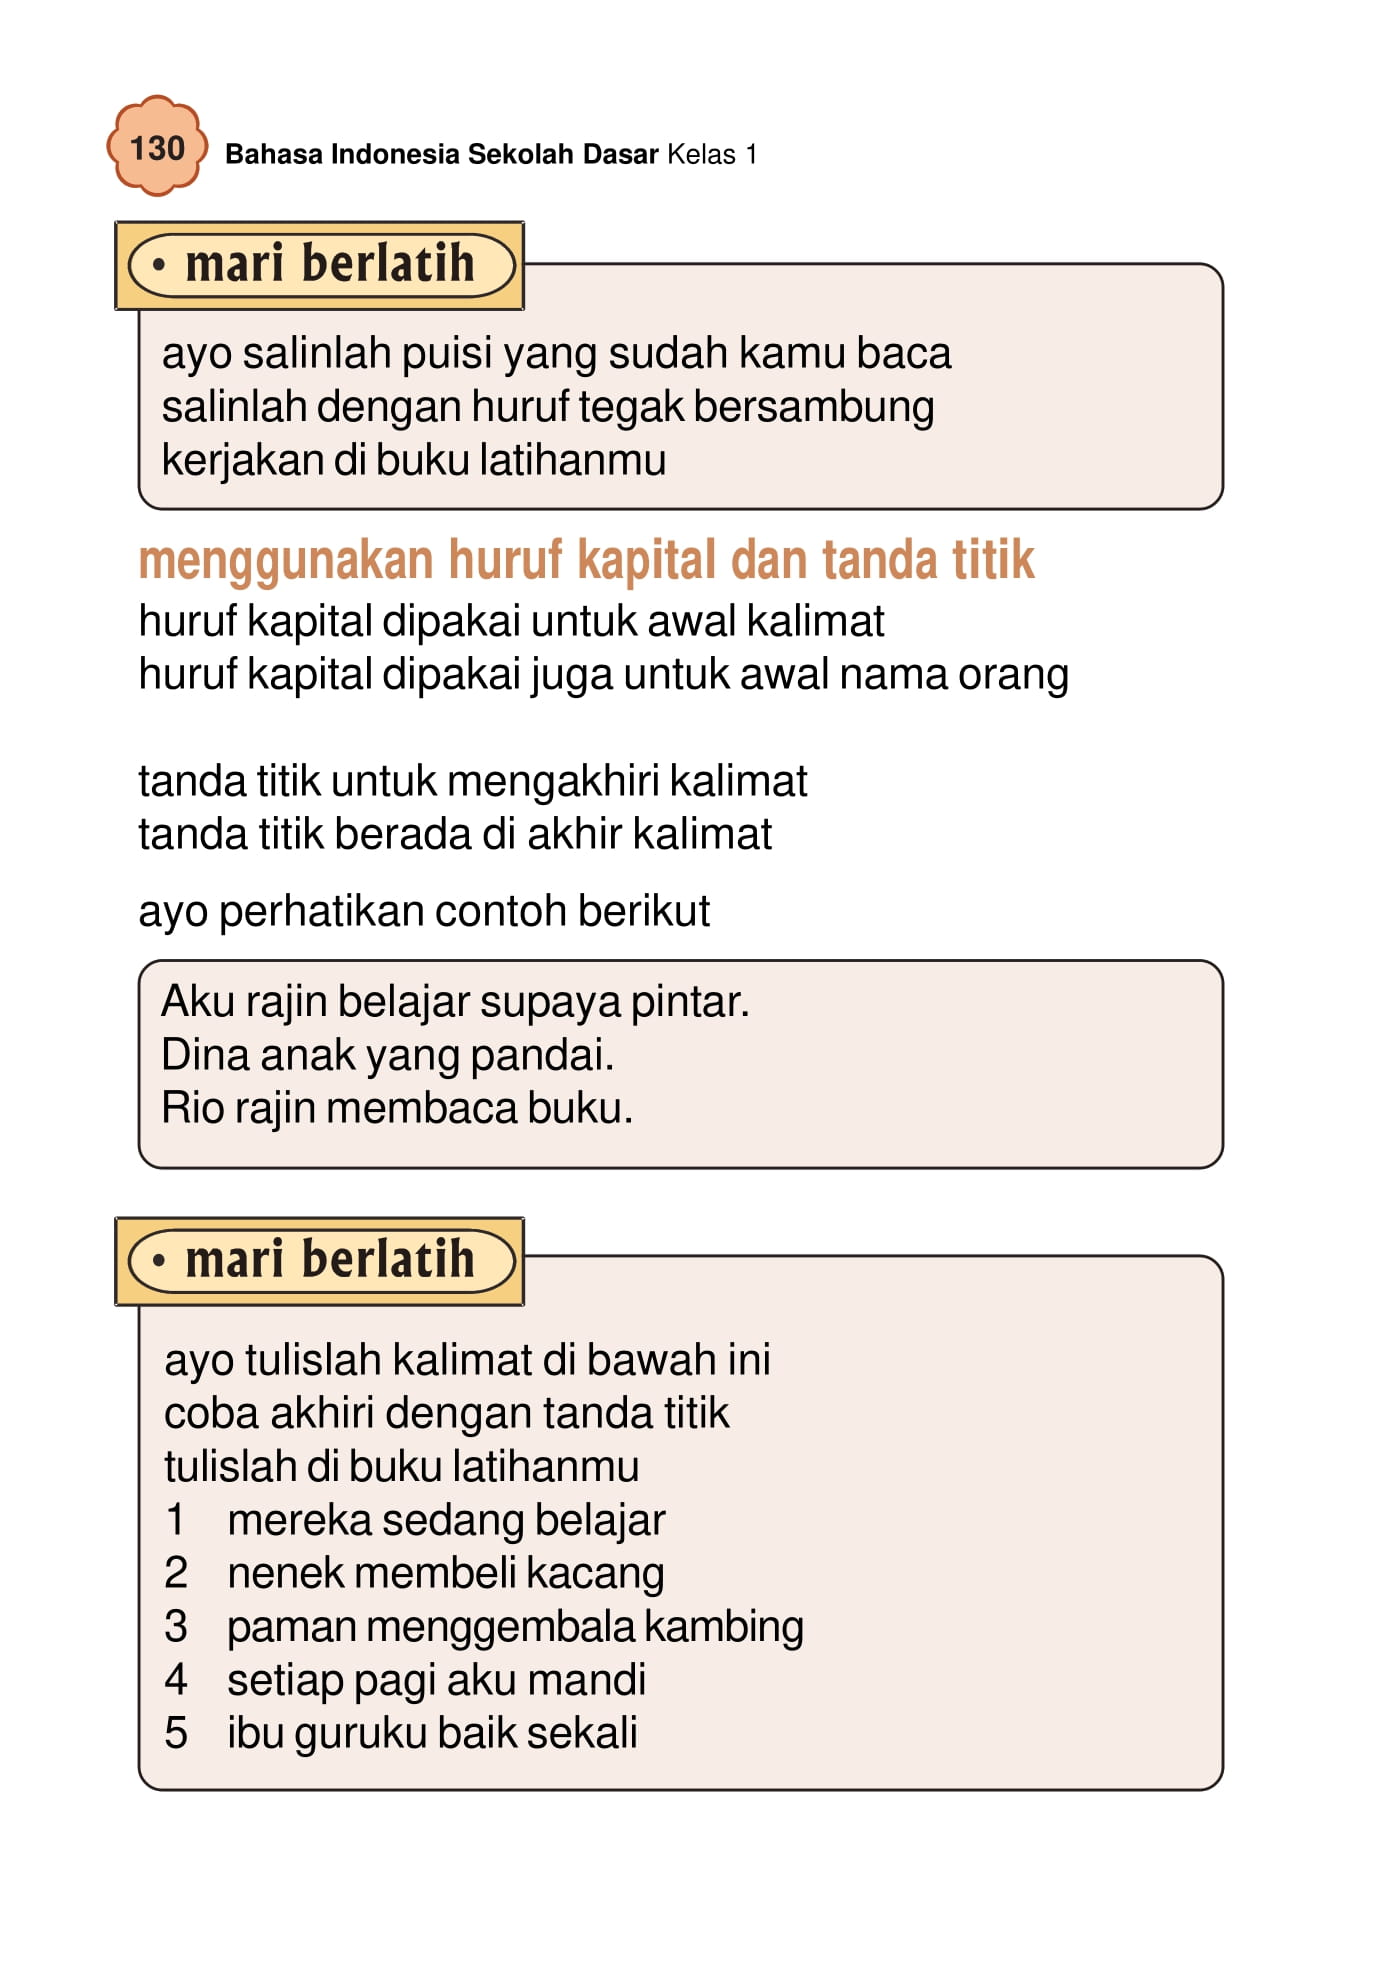 130
Bahasa Indonesia Sekolah Dasar Kelas 1
• mari berlatih
ayo salinlah puisi yang sudah kamu baca
salinlah dengan huruf tegak bersambung
kerjakan di buku latihanmu
menggunakan huruf kapital dan tanda titik
huruf kapital dipakai untuk awal kalimat
huruf kapital dipakai juga untuk awal nama orang
tanda titik untuk mengakhiri kalimat
tanda titik berada di akhir kalimat
ayo perhatikan contoh berikut
Aku rajin belajar supaya pintar.
Dina anak yang pandai.
Rio rajin membaca buku.
• mari berlatih
ayo tulislah kalimat di bawah ini
coba akhiri dengan tanda titik
tulislah di buku latihanmu
1 mereka sedang belajar
2 nenek membeli kacang
3 paman menggembala kambing
4 setiap pagi aku mandi
5 ibu guruku baik sekali